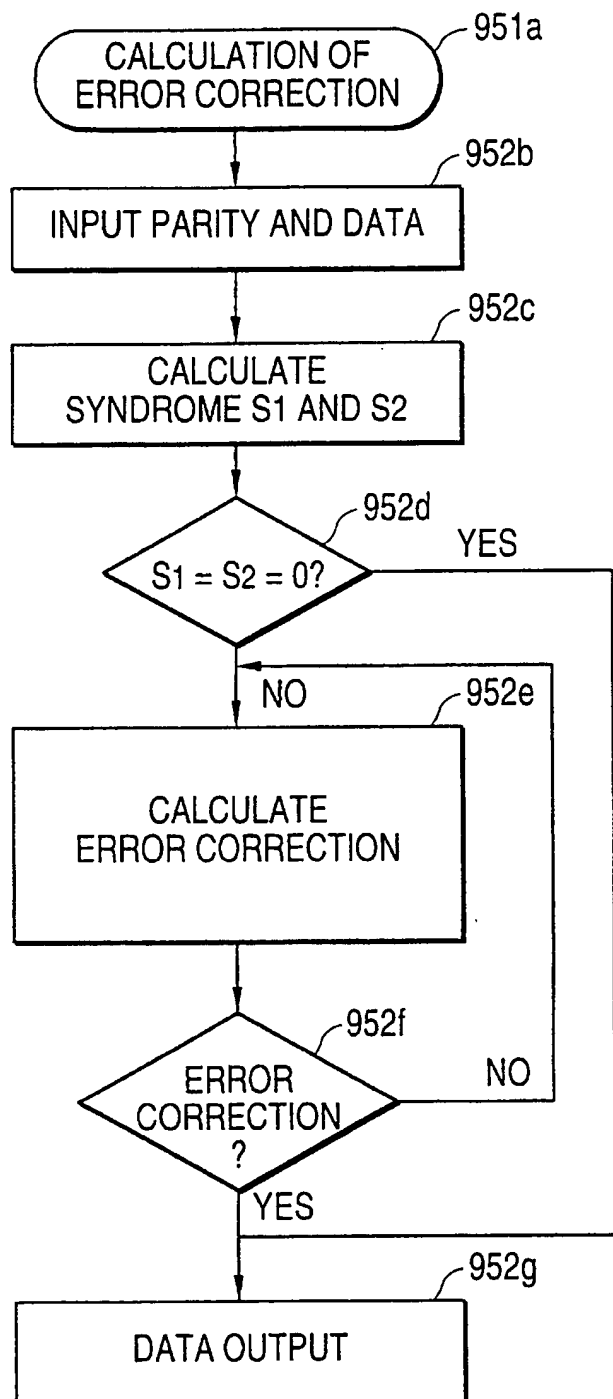 951a
CALCULATION OF
ERROR CORRECTION
952b
INPUT PARITY AND DATA
952c
CALCULATE
SYNDROME S1 AND S2
952d
YES
S1 = S2 = 0?
NO
952e
CALCULATE
ERROR CORRECTION
952f
ERROR
CORRECTION
?
NO
YES
952g
DATA OUTPUT